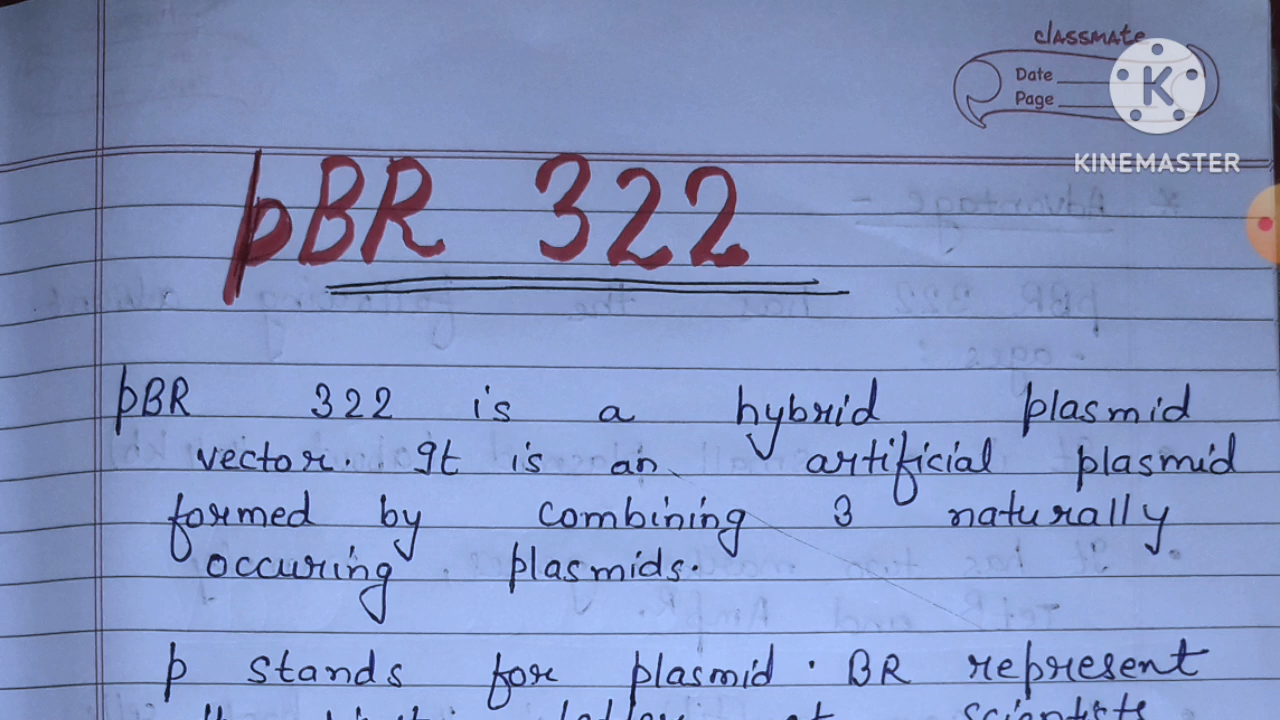 classmate
Date
Page
KINEMASTER
pBR 322
pBR 322 is a hybrid plasmid
vector. It is an artificial plasmid
formed by combining 3 naturally
occuring plasmids.
p stands for plasmid. BR represent
scientists